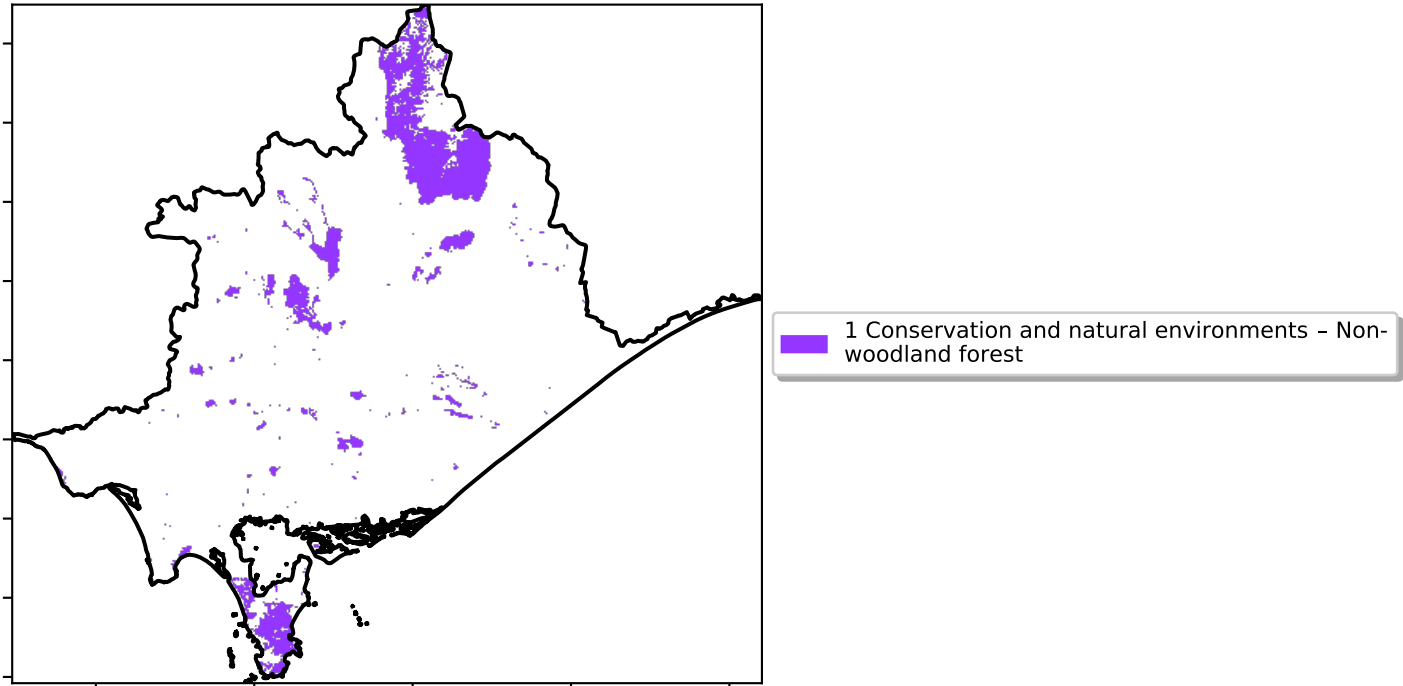 1 Conservation and natural environments – Non-
woodland forest